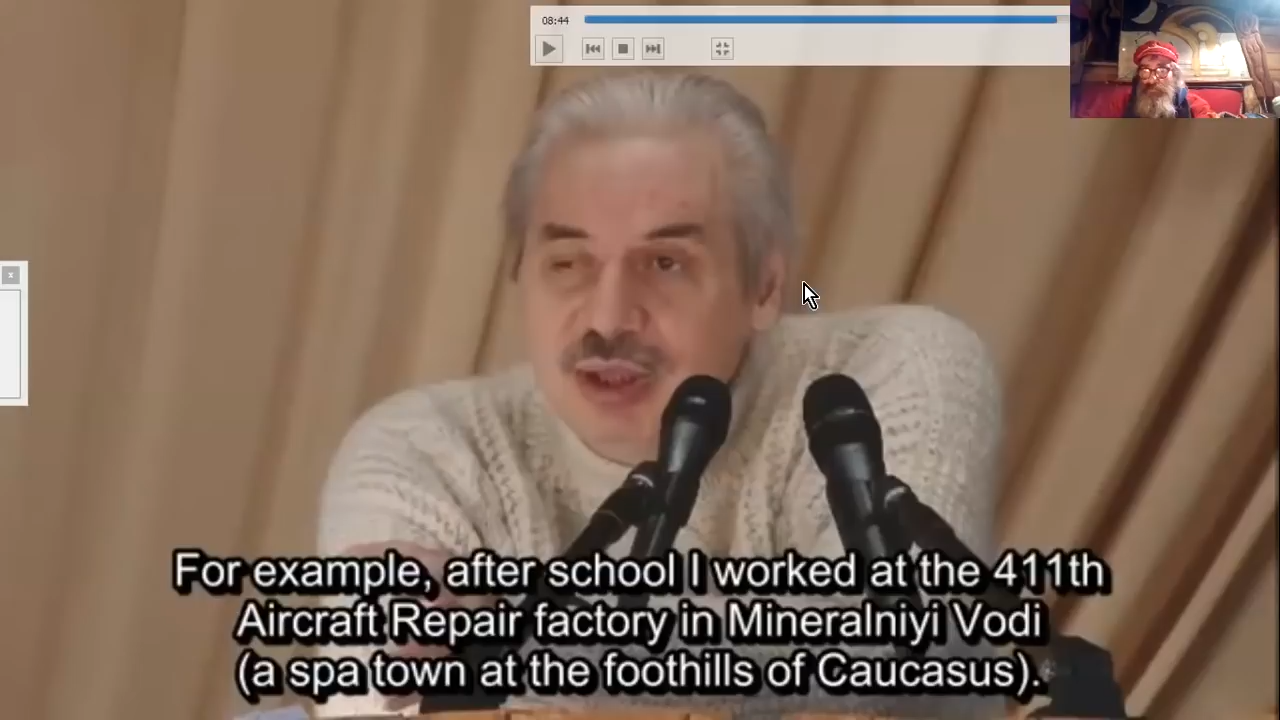 08:44
x
For example, after school I worked at the 411th
Aircraft Repair factory in Mineralniyi Vodi
(a spa town at the foothills of Caucasus).